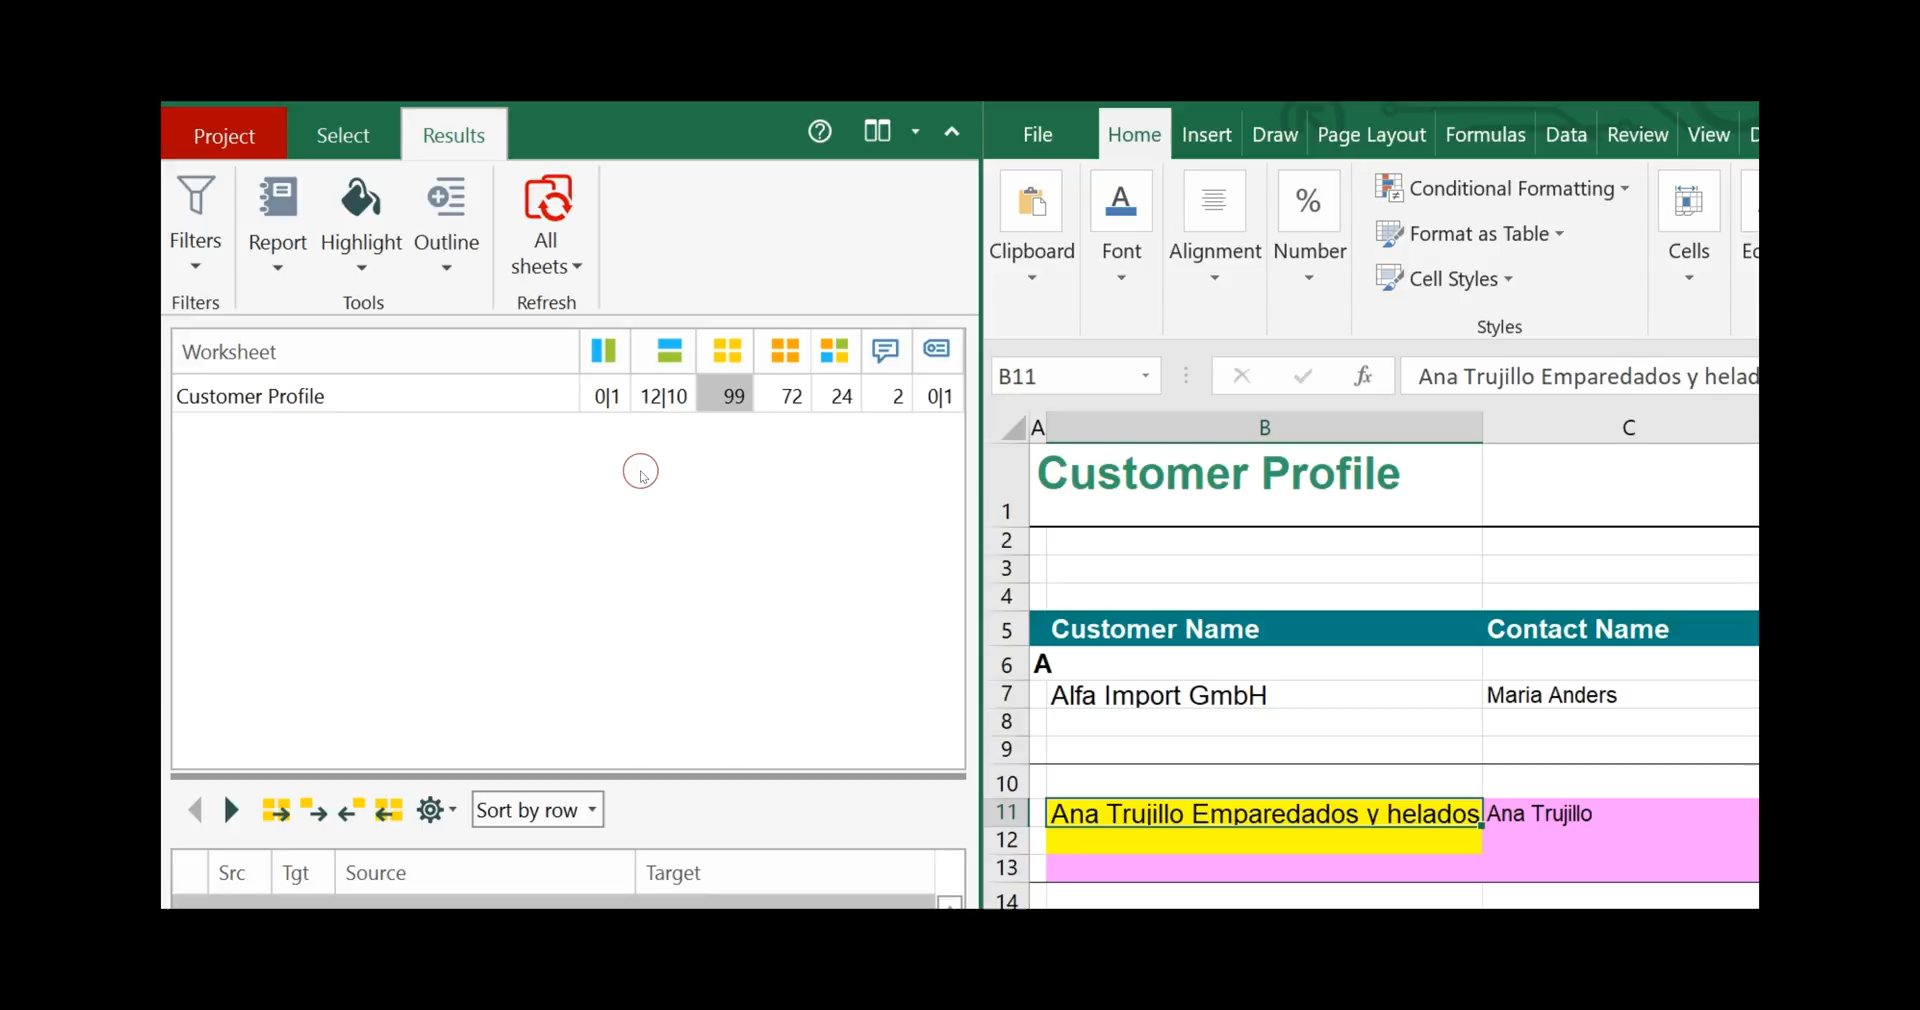 Project Select Results
Filters
Report Highlight Outline
All sheets
Filters Tools Refresh
Worksheet
Customer Profile 0|1 12|10 99 72 24 2 0|1
Sort by row
Src Tgt Source Target
File Home Insert Draw Page Layout Formulas Data Review View
Clipboard Font Alignment Number
Conditional Formatting
Format as Table
Cell Styles
Cells
Styles
B11 fx Ana Trujillo Emparedados y helad
A B C
1 Customer Profile
2
3
4
5 Customer Name Contact Name
6 A
7 Alfa Import GmbH Maria Anders
8
9
10
11 Ana Trujillo Emparedados y helados Ana Trujillo
12
13
14